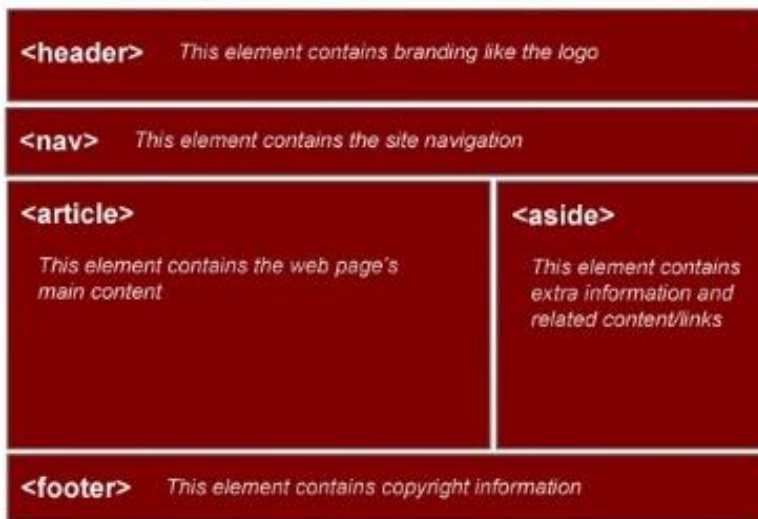 <header> This element contains branding like the logo
<nav> This element contains the site navigation
<article>
This element contains the web page's
main content
<aside>
This element contains
extra information and
related content/links
<footer> This element contains copyright information